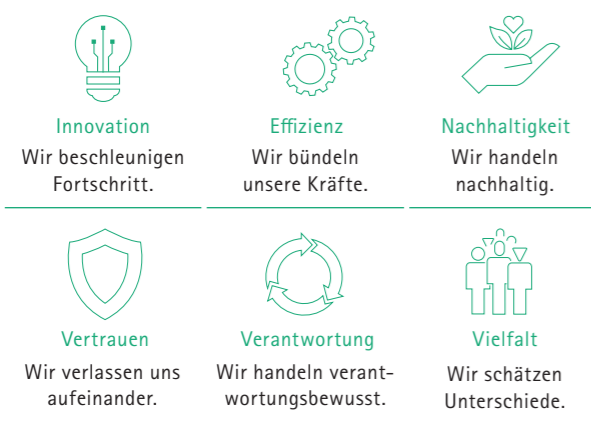 Innovation
Wir beschleunigen
Fortschritt.
Effizienz
Wir bündeln
unsere Kräfte.
Nachhaltigkeit
Wir handeln
nachhaltig.
Vertrauen
Wir verlassen uns
aufeinander.
Verantwortung
Wir handeln verant-
wortungsbewusst.
Vielfalt
Wir schätzen
Unterschiede.